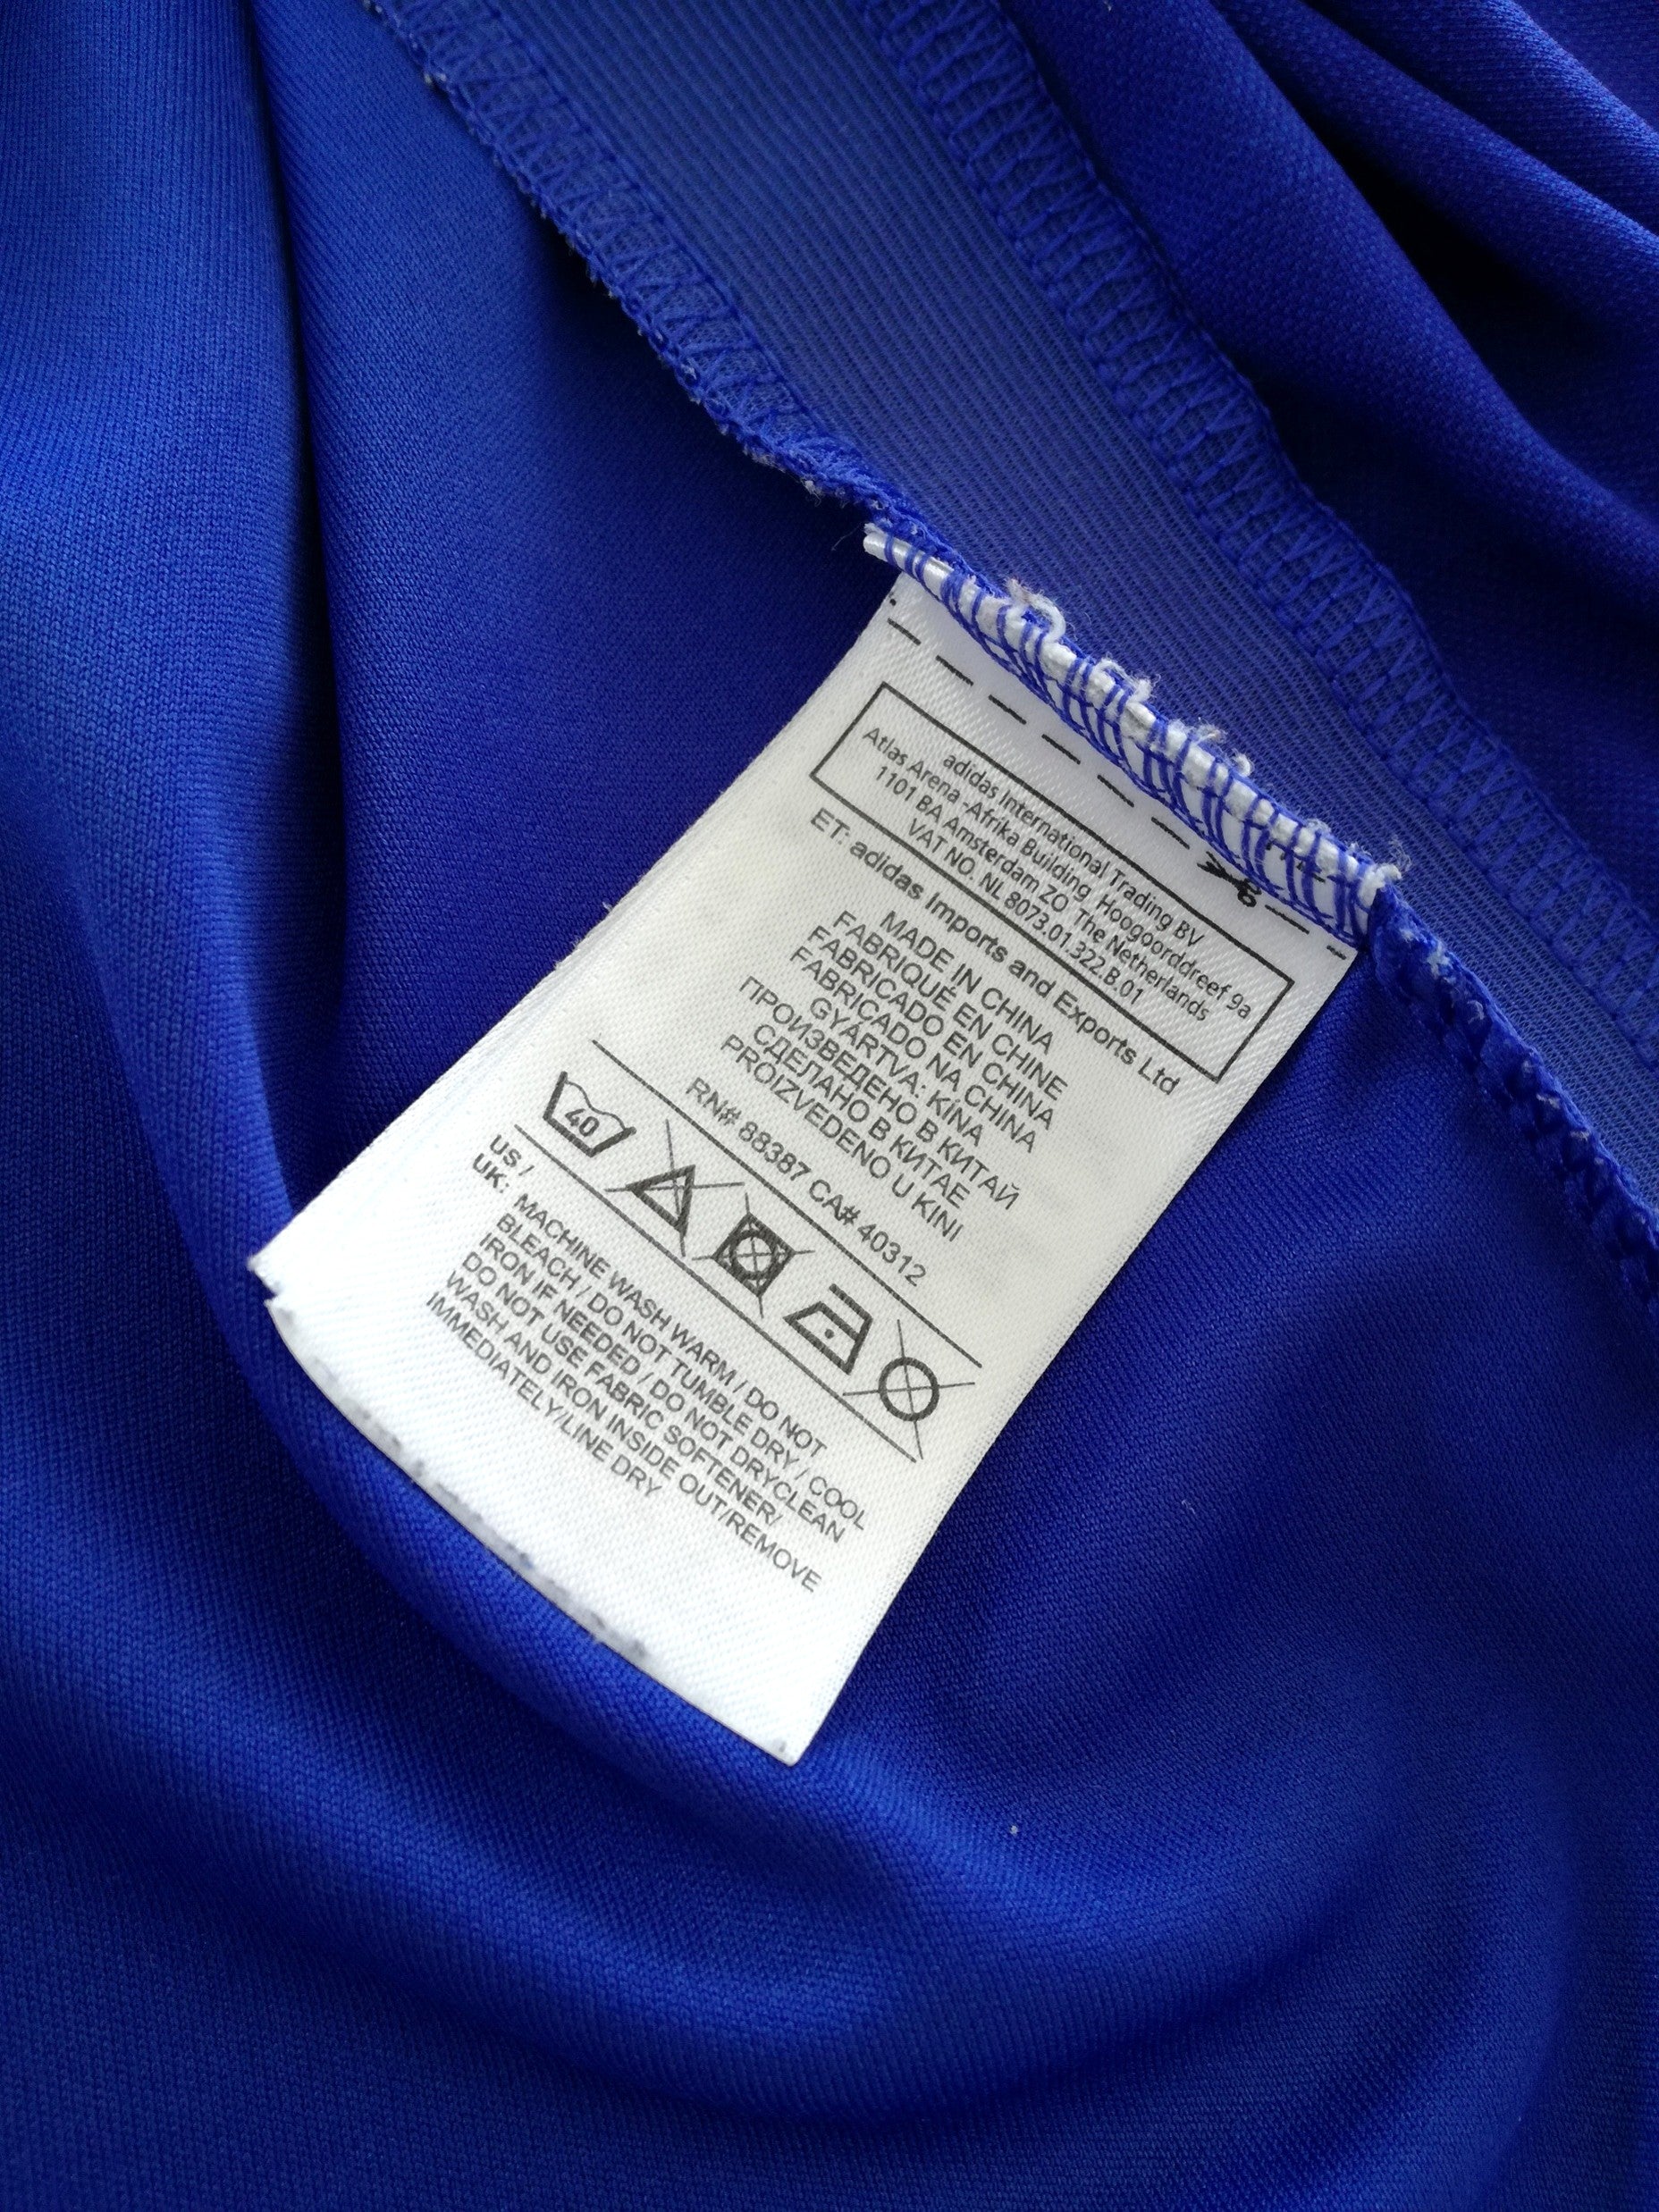 adidas International Trading BV
Atlas Arena -Afrika Building, Hoogoorddreef 9a
1101 BA Amsterdam ZO, The Netherlands
VAT NO. NL 8073.01.322.B.01
ET: adidas Imports and Exports Ltd
MADE IN CHINA
FABRIQUÉ EN CHINE
FABRICADO EN CHINA
FABRICADO NA CHINA
GYÁRTVA: KÍNA
ПРОИЗВЕДЕНО В КИТАЙ
СДЕЛАНО В КИТАЕ
PROIZVEDENO U KINI
RN# 88387 CA# 40312
40
US /
UK: MACHINE WASH WARM / DO NOT
BLEACH / DO NOT TUMBLE DRY / COOL
IRON IF NEEDED / DO NOT DRYCLEAN
DO NOT USE FABRIC SOFTENER/
WASH AND IRON INSIDE OUT/REMOVE
IMMEDIATELY/LINE DRY